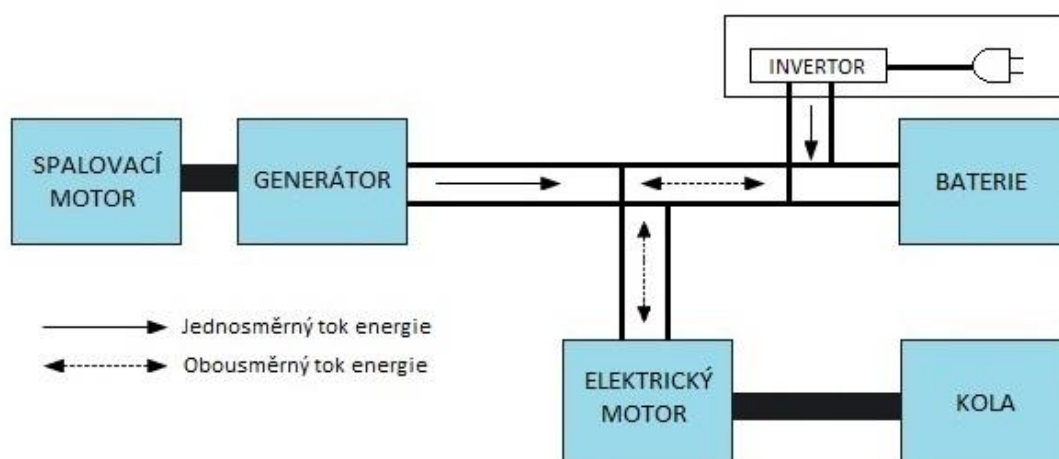 INVERTOR
SPALOVACÍ
MOTOR
GENERÁTOR
BATERIE
Jednosměrný tok energie
Obousměrný tok energie
ELEKTRICKÝ
MOTOR
KOLA